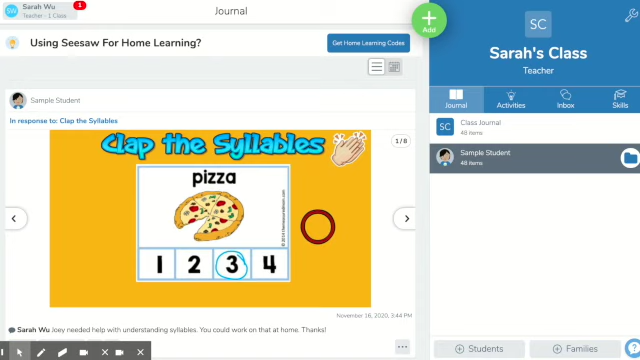 SW
Sarah Wu
Teacher - 1 Class
1
Journal
Add
Using Seesaw For Home Learning?
Get Home Learning Codes
Sample Student
In response to: Clap the Syllables
Clap the Syllables
1/8
pizza
1 2 3 4
November 16, 2020, 3:44 PM
Sarah Wu Joey needed help with understanding syllables. You could work on that at home. Thanks!
SC
Sarah's Class
Teacher
Journal
Activities
Inbox
Skills
SC
Class Journal
48 items
Sample Student
48 items
Students
Families
?